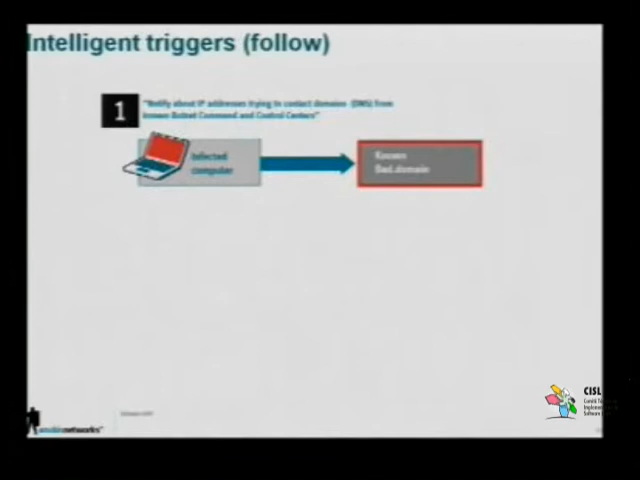 Intelligent triggers (follow)
1
"Notify about IP addresses trying to contact domains (DNS) from
known Botnet Command and Control Centers"
Infected
computer
Known
Bad.domain
CISL
networks